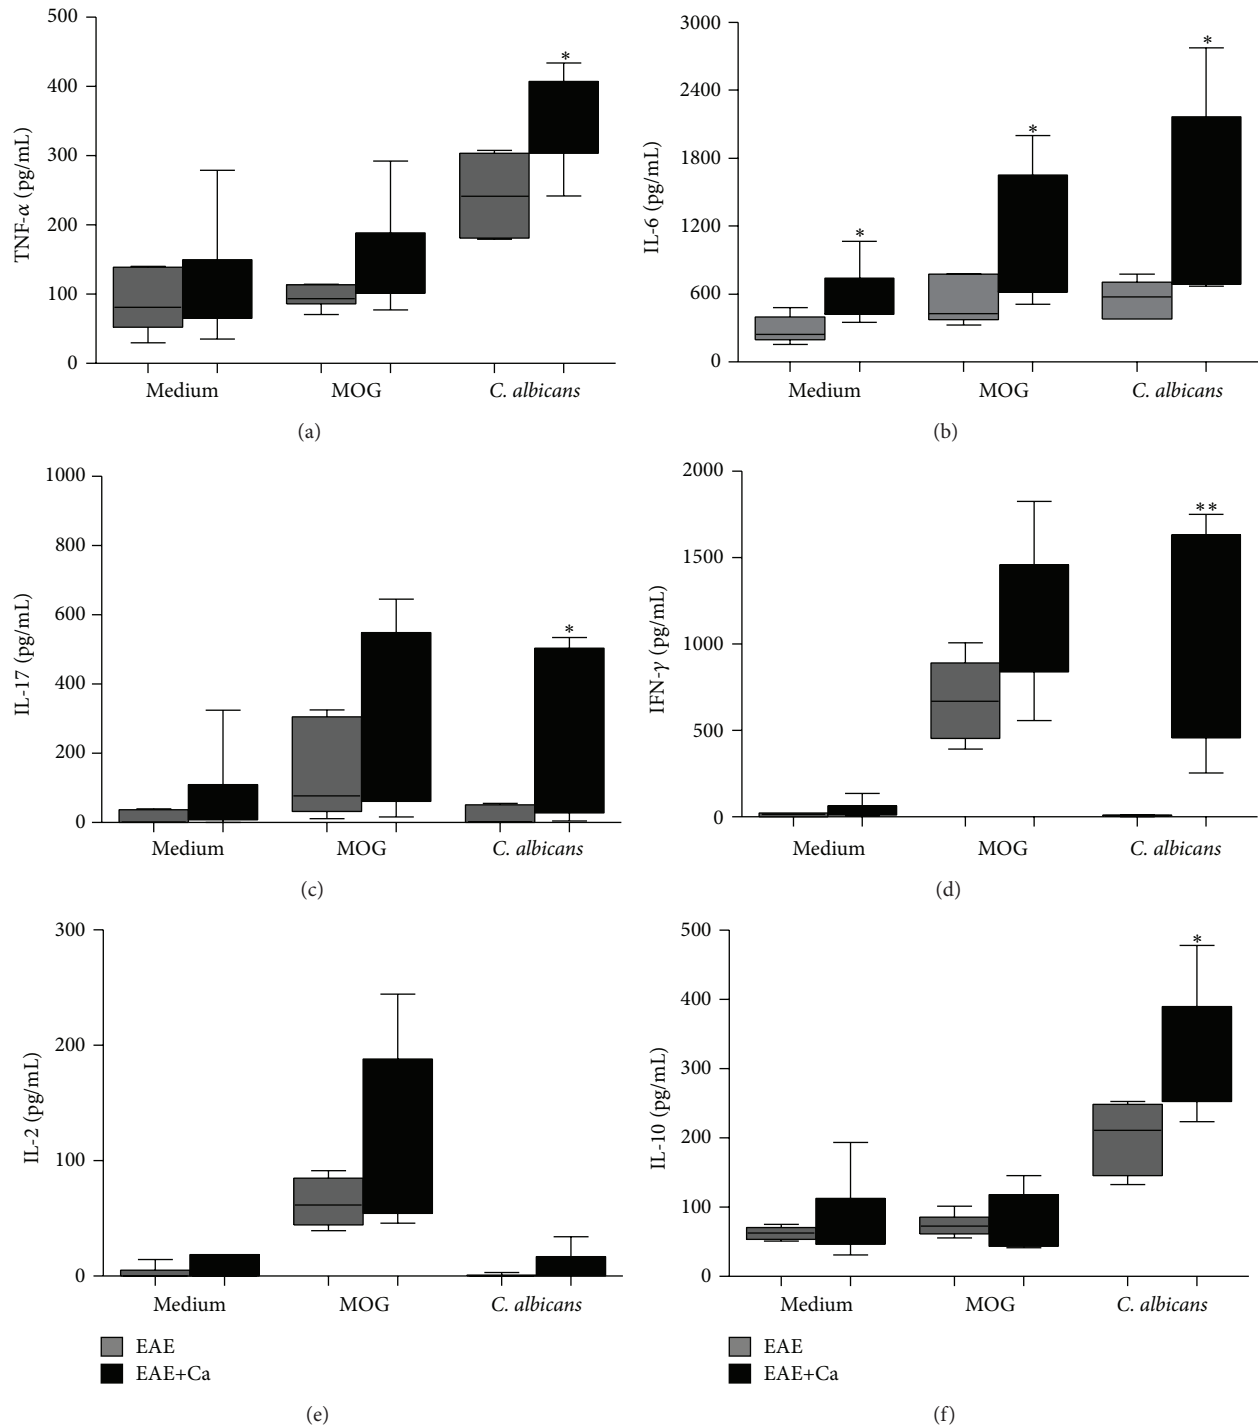 500
400
300
200
100
0
TNF-α (pg/mL)
*
Medium MOG C. albicans
(a)
3000
2400
1800
1200
600
0
IL-6 (pg/mL)
* * *
Medium MOG C. albicans
(b)
1000
800
600
400
200
0
IL-17 (pg/mL)
*
Medium MOG C. albicans
(c)
2000
1500
1000
500
0
IFN-γ (pg/mL)
**
Medium MOG C. albicans
(d)
300
200
100
0
IL-2 (pg/mL)
Medium MOG C. albicans
EAE
EAE+Ca
(e)
500
400
300
200
100
0
IL-10 (pg/mL)
*
Medium MOG C. albicans
EAE
EAE+Ca
(f)